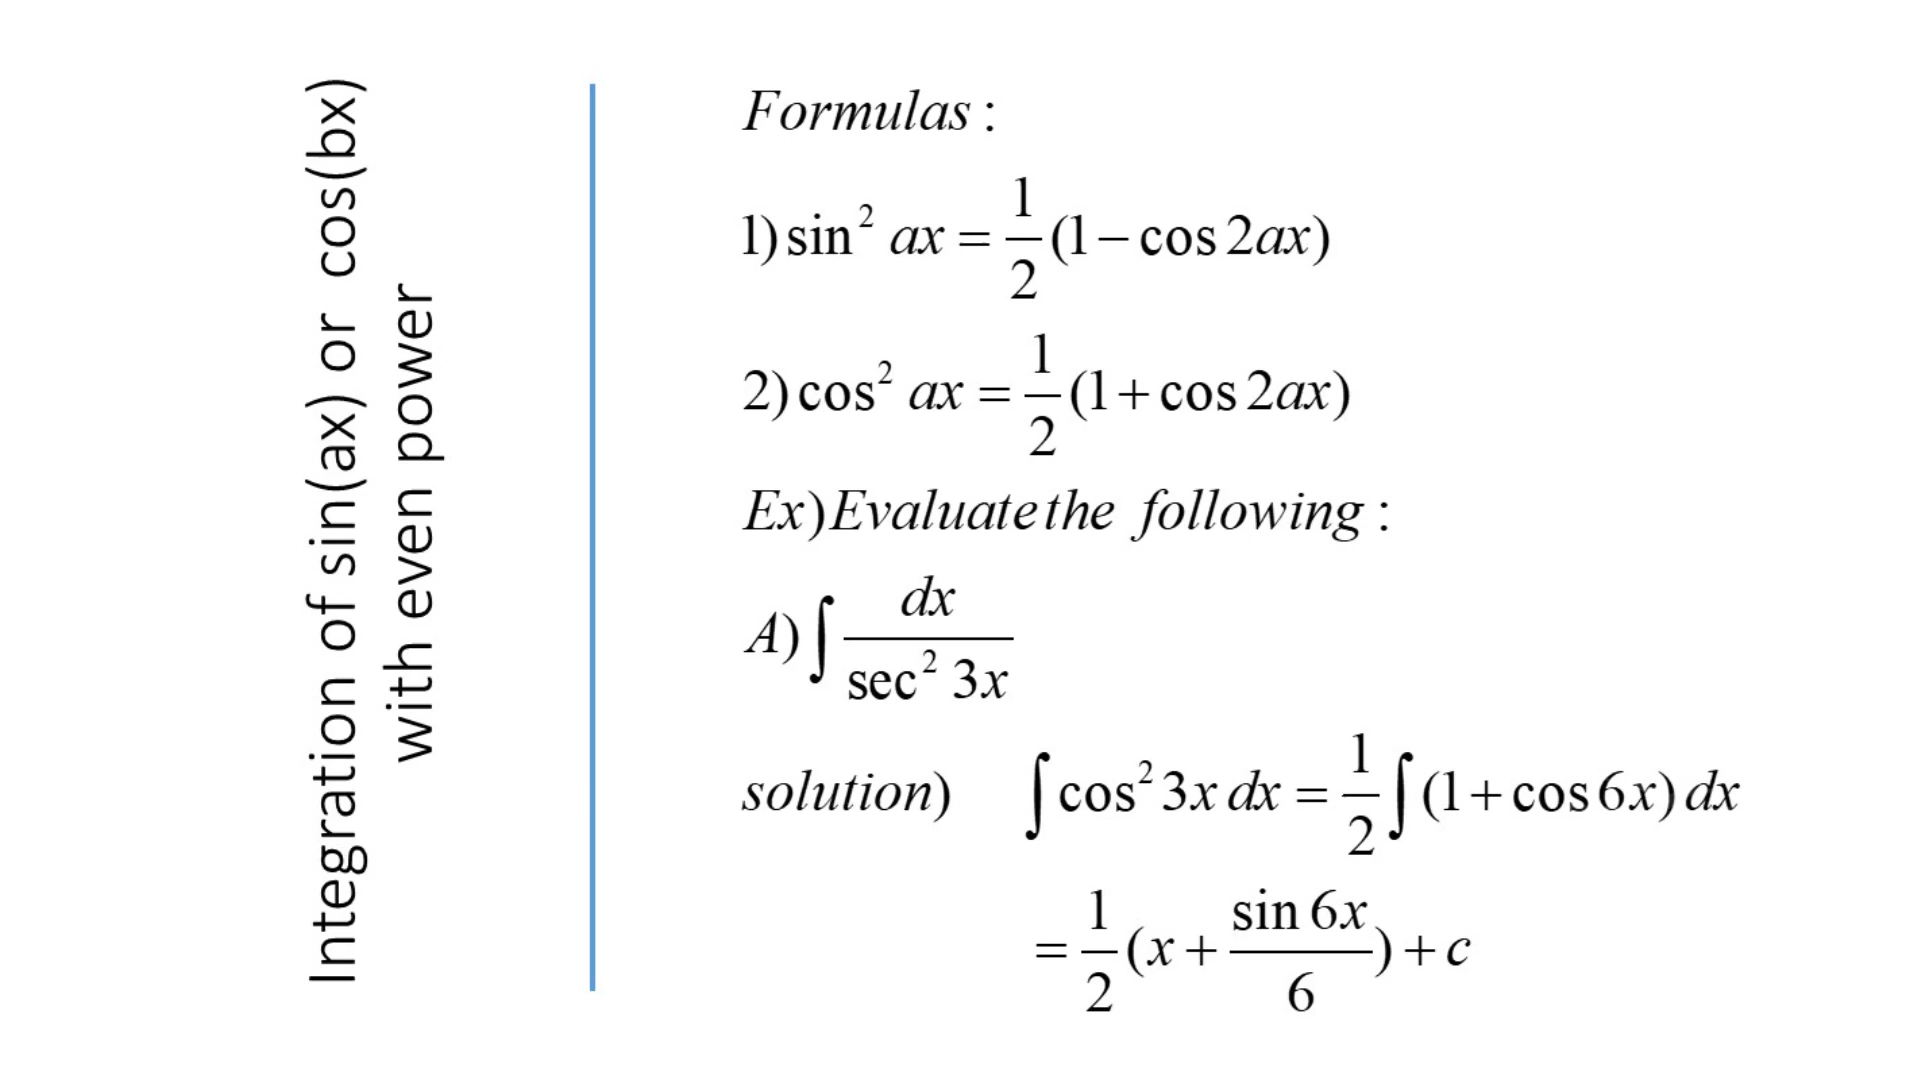 Integration of sin(ax) or cos(bx)
with even power
Formulas :
1) sin² ax = 1/2 (1 − cos 2ax)
2) cos² ax = 1/2 (1 + cos 2ax)
Ex) Evaluate the following :
A) ∫ dx / sec² 3x
solution) ∫ cos² 3x dx = 1/2 ∫ (1 + cos 6x) dx
= 1/2 (x + sin 6x / 6) + c